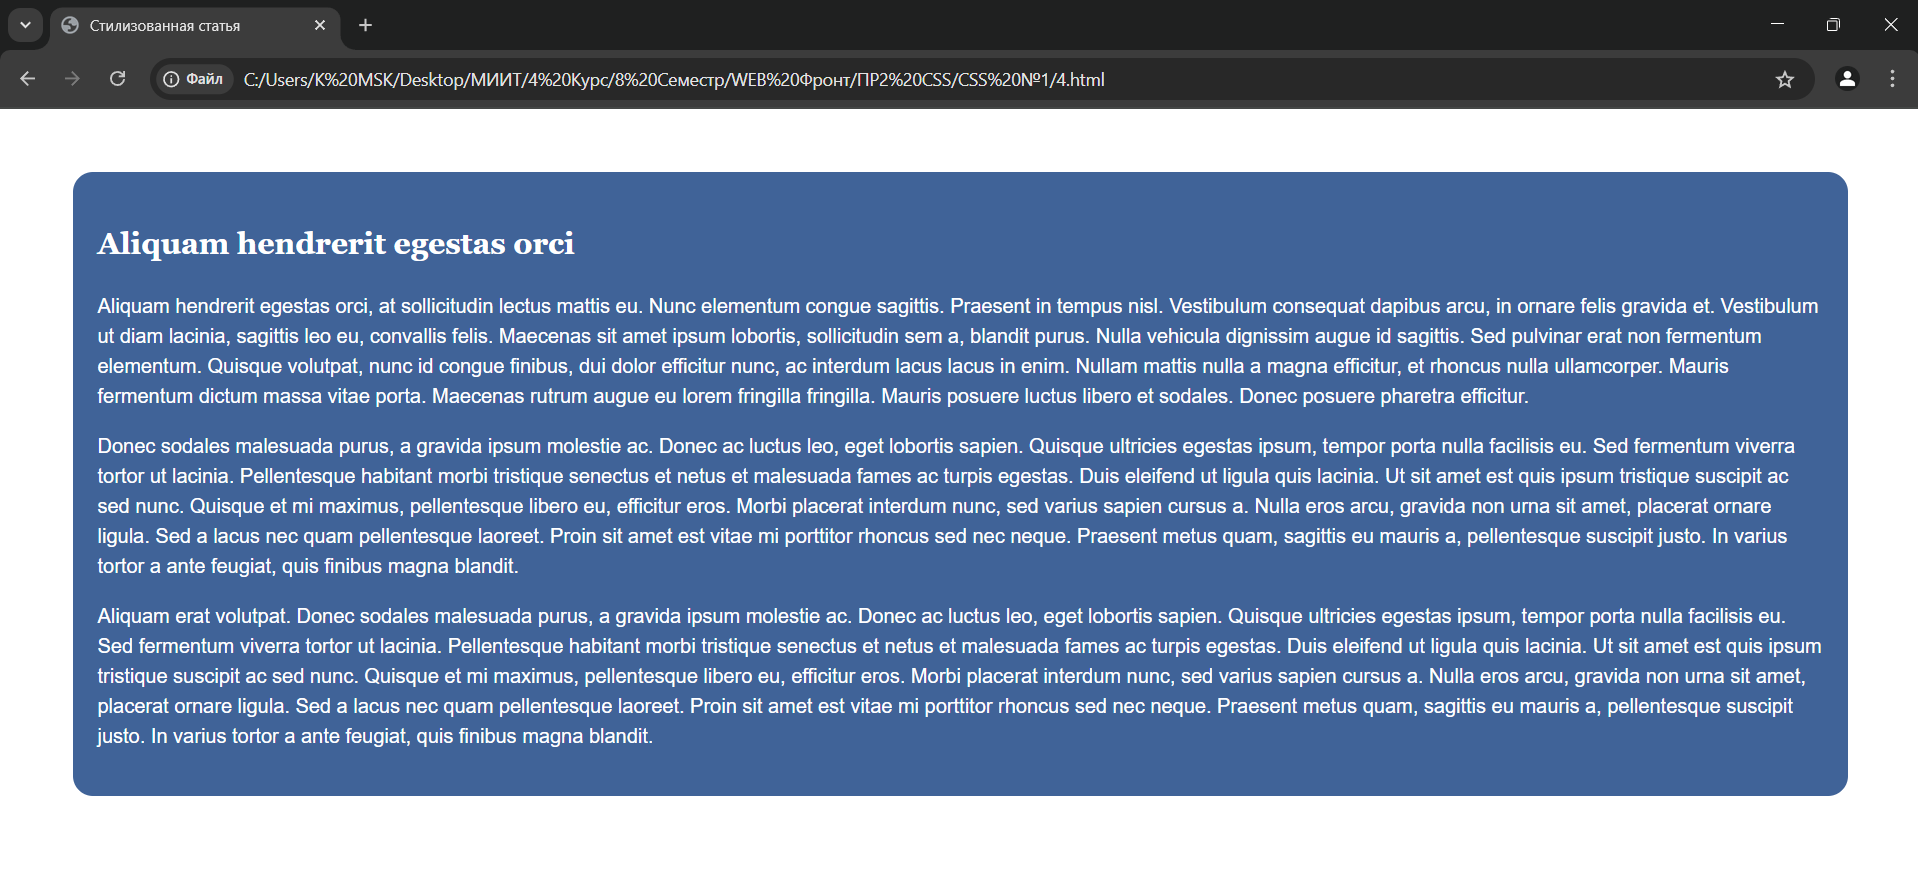 Стилизованная статья
Файл C:/Users/K%20MSK/Desktop/МИИТ/4%20Курс/8%20Семестр/WEB%20Фронт/ПР2%20CSS/CSS%20№1/4.html
Aliquam hendrerit egestas orci
Aliquam hendrerit egestas orci, at sollicitudin lectus mattis eu. Nunc elementum congue sagittis. Praesent in tempus nisl. Vestibulum consequat dapibus arcu, in ornare felis gravida et. Vestibulum
ut diam lacinia, sagittis leo eu, convallis felis. Maecenas sit amet ipsum lobortis, sollicitudin sem a, blandit purus. Nulla vehicula dignissim augue id sagittis. Sed pulvinar erat non fermentum
elementum. Quisque volutpat, nunc id congue finibus, dui dolor efficitur nunc, ac interdum lacus lacus in enim. Nullam mattis nulla a magna efficitur, et rhoncus nulla ullamcorper. Mauris
fermentum dictum massa vitae porta. Maecenas rutrum augue eu lorem fringilla fringilla. Mauris posuere luctus libero et sodales. Donec posuere pharetra efficitur.
Donec sodales malesuada purus, a gravida ipsum molestie ac. Donec ac luctus leo, eget lobortis sapien. Quisque ultricies egestas ipsum, tempor porta nulla facilisis eu. Sed fermentum viverra
tortor ut lacinia. Pellentesque habitant morbi tristique senectus et netus et malesuada fames ac turpis egestas. Duis eleifend ut ligula quis lacinia. Ut sit amet est quis ipsum tristique suscipit ac
sed nunc. Quisque et mi maximus, pellentesque libero eu, efficitur eros. Morbi placerat interdum nunc, sed varius sapien cursus a. Nulla eros arcu, gravida non urna sit amet, placerat ornare
ligula. Sed a lacus nec quam pellentesque laoreet. Proin sit amet est vitae mi porttitor rhoncus sed nec neque. Praesent metus quam, sagittis eu mauris a, pellentesque suscipit justo. In varius
tortor a ante feugiat, quis finibus magna blandit.
Aliquam erat volutpat. Donec sodales malesuada purus, a gravida ipsum molestie ac. Donec ac luctus leo, eget lobortis sapien. Quisque ultricies egestas ipsum, tempor porta nulla facilisis eu.
Sed fermentum viverra tortor ut lacinia. Pellentesque habitant morbi tristique senectus et netus et malesuada fames ac turpis egestas. Duis eleifend ut ligula quis lacinia. Ut sit amet est quis ipsum
tristique suscipit ac sed nunc. Quisque et mi maximus, pellentesque libero eu, efficitur eros. Morbi placerat interdum nunc, sed varius sapien cursus a. Nulla eros arcu, gravida non urna sit amet,
placerat ornare ligula. Sed a lacus nec quam pellentesque laoreet. Proin sit amet est vitae mi porttitor rhoncus sed nec neque. Praesent metus quam, sagittis eu mauris a, pellentesque suscipit
justo. In varius tortor a ante feugiat, quis finibus magna blandit.